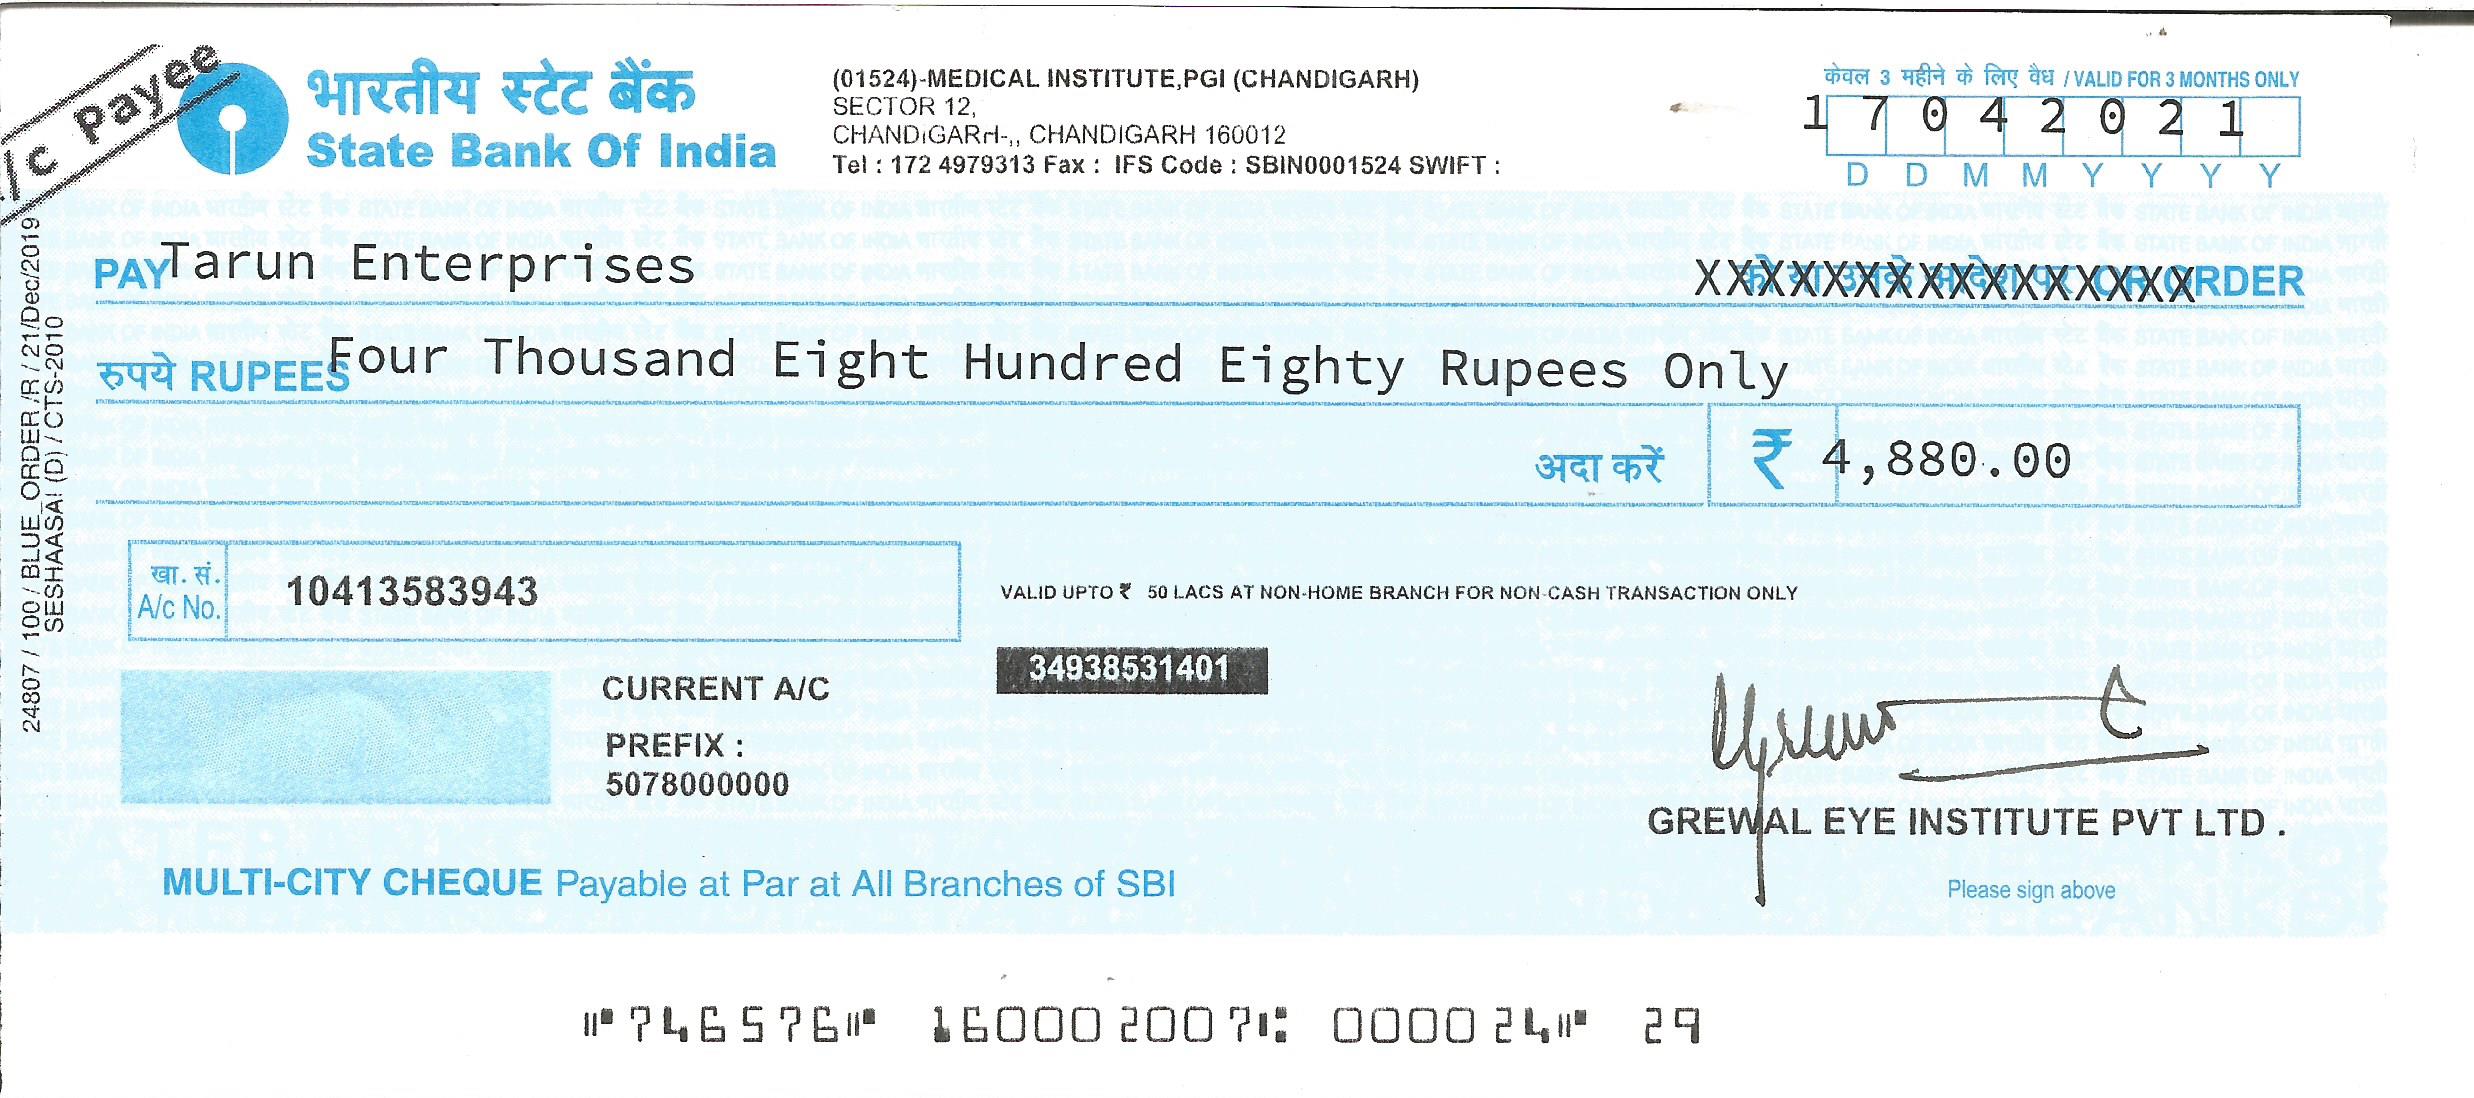 A/c Payee
भारतीय स्टेट बैंक
State Bank Of India
(01524)-MEDICAL INSTITUTE,PGI (CHANDIGARH)
SECTOR 12,
CHANDIGARH-,, CHANDIGARH 160012
Tel : 172 4979313 Fax : IFS Code : SBIN0001524 SWIFT :
केवल 3 महीने के लिए वैध / VALID FOR 3 MONTHS ONLY
1 7 0 4 2 0 2 1
D D M M Y Y Y Y
PAY Tarun Enterprises को या उसके आदेश पर OR ORDER
रुपये RUPEES Four Thousand Eight Hundred Eighty Rupees Only
अदा करें ₹ 4,880.00
खा. सं.
A/c No.
10413583943
VALID UPTO ₹ 50 LACS AT NON-HOME BRANCH FOR NON-CASH TRANSACTION ONLY
34938531401
CURRENT A/C
PREFIX :
5078000000
GREWAL EYE INSTITUTE PVT LTD .
MULTI-CITY CHEQUE Payable at Par at All Branches of SBI
Please sign above
⑈746576⑈ 160002007⑆ 000024⑈ 29
24807 / 100 / BLUE_ORDER /R / 21/Dec/2019
SESHAASAI (D) / CTS-2010